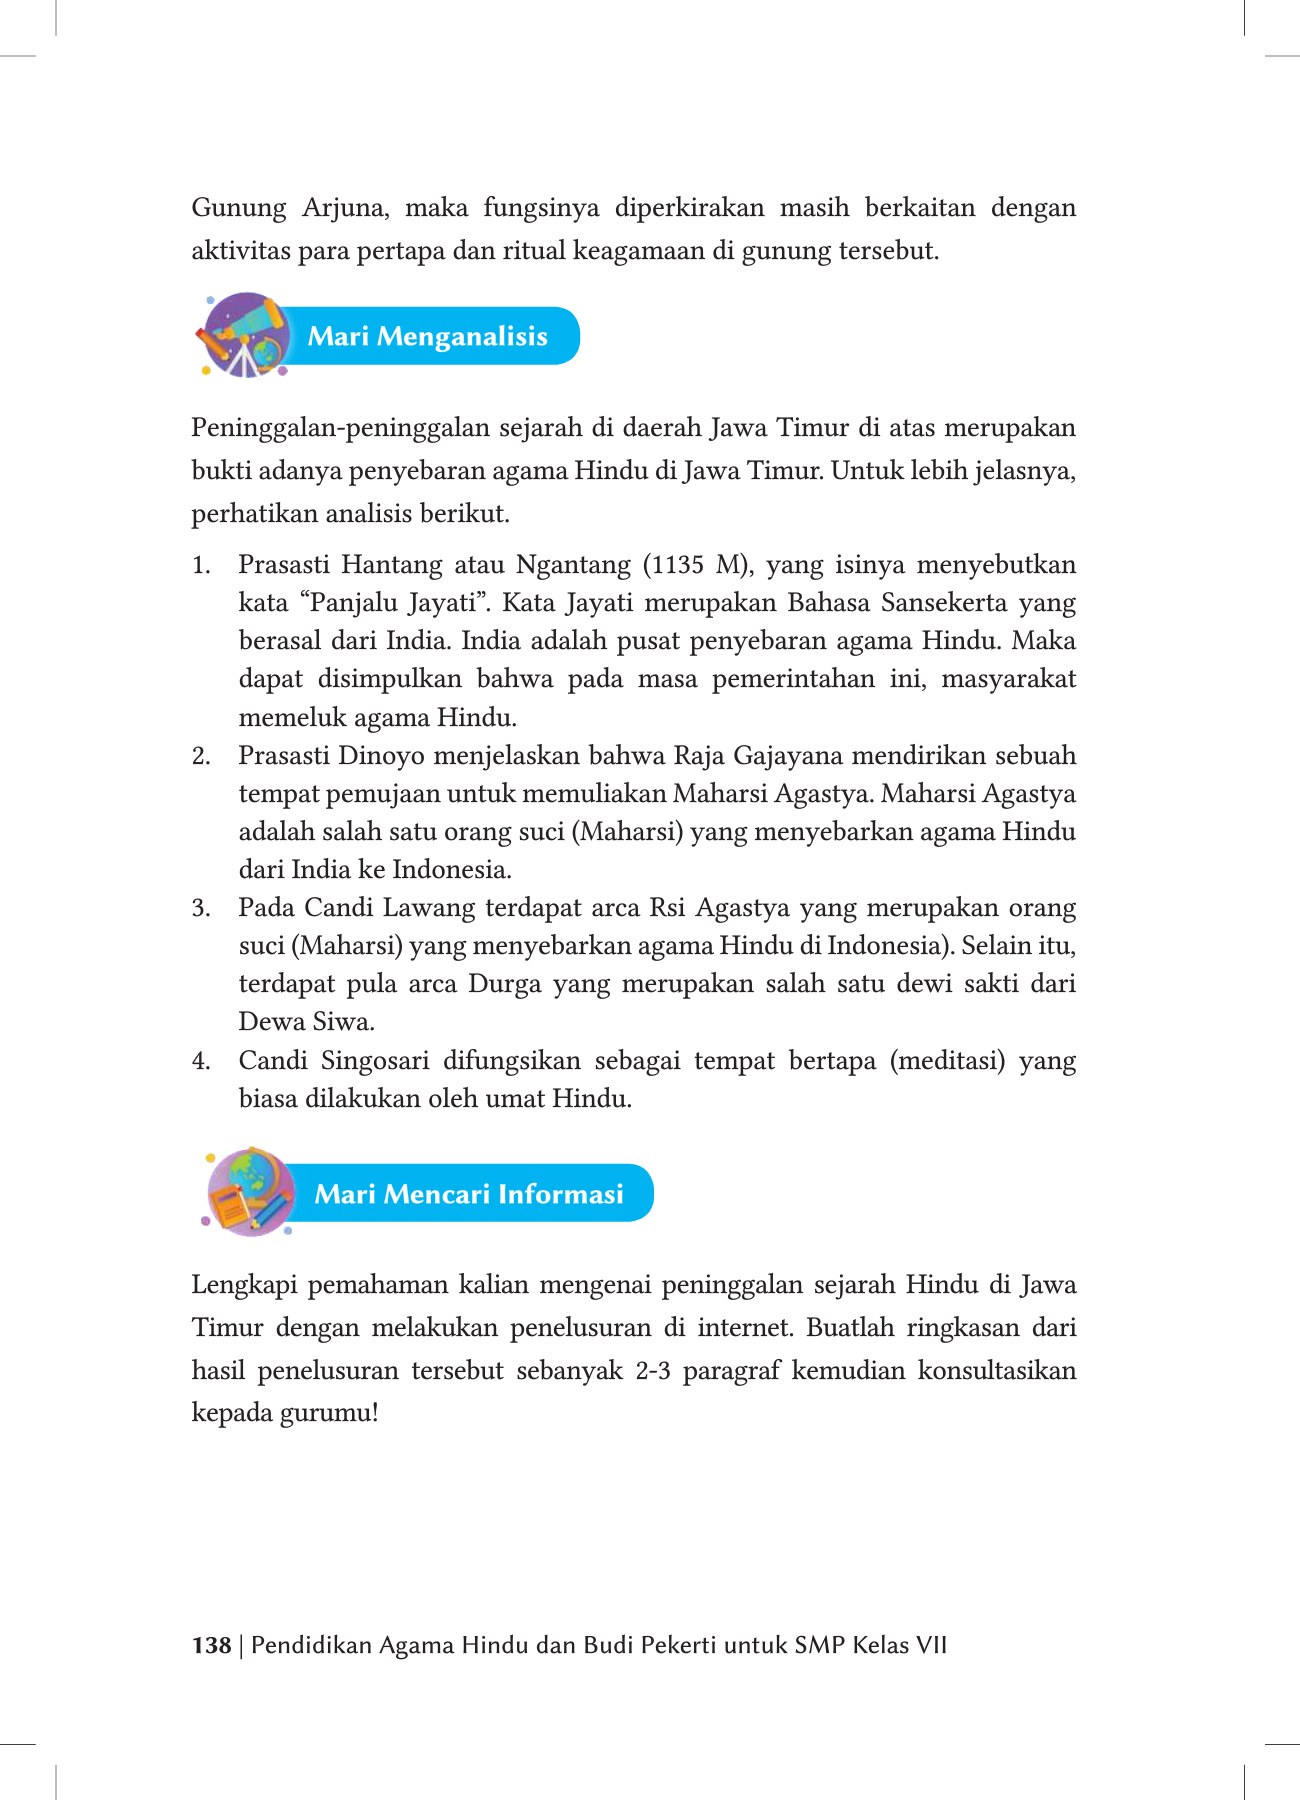 Gunung Arjuna, maka fungsinya diperkirakan masih berkaitan dengan
aktivitas para pertapa dan ritual keagamaan di gunung tersebut.
Mari Menganalisis
Peninggalan-peninggalan sejarah di daerah Jawa Timur di atas merupakan
bukti adanya penyebaran agama Hindu di Jawa Timur. Untuk lebih jelasnya,
perhatikan analisis berikut.
1. Prasasti Hantang atau Ngantang (1135 M), yang isinya menyebutkan
kata “Panjalu Jayati”. Kata Jayati merupakan Bahasa Sansekerta yang
berasal dari India. India adalah pusat penyebaran agama Hindu. Maka
dapat disimpulkan bahwa pada masa pemerintahan ini, masyarakat
memeluk agama Hindu.
2. Prasasti Dinoyo menjelaskan bahwa Raja Gajayana mendirikan sebuah
tempat pemujaan untuk memuliakan Maharsi Agastya. Maharsi Agastya
adalah salah satu orang suci (Maharsi) yang menyebarkan agama Hindu
dari India ke Indonesia.
3. Pada Candi Lawang terdapat arca Rsi Agastya yang merupakan orang
suci (Maharsi) yang menyebarkan agama Hindu di Indonesia). Selain itu,
terdapat pula arca Durga yang merupakan salah satu dewi sakti dari
Dewa Siwa.
4. Candi Singosari difungsikan sebagai tempat bertapa (meditasi) yang
biasa dilakukan oleh umat Hindu.
Mari Mencari Informasi
Lengkapi pemahaman kalian mengenai peninggalan sejarah Hindu di Jawa
Timur dengan melakukan penelusuran di internet. Buatlah ringkasan dari
hasil penelusuran tersebut sebanyak 2-3 paragraf kemudian konsultasikan
kepada gurumu!
138 | Pendidikan Agama Hindu dan Budi Pekerti untuk SMP Kelas VII